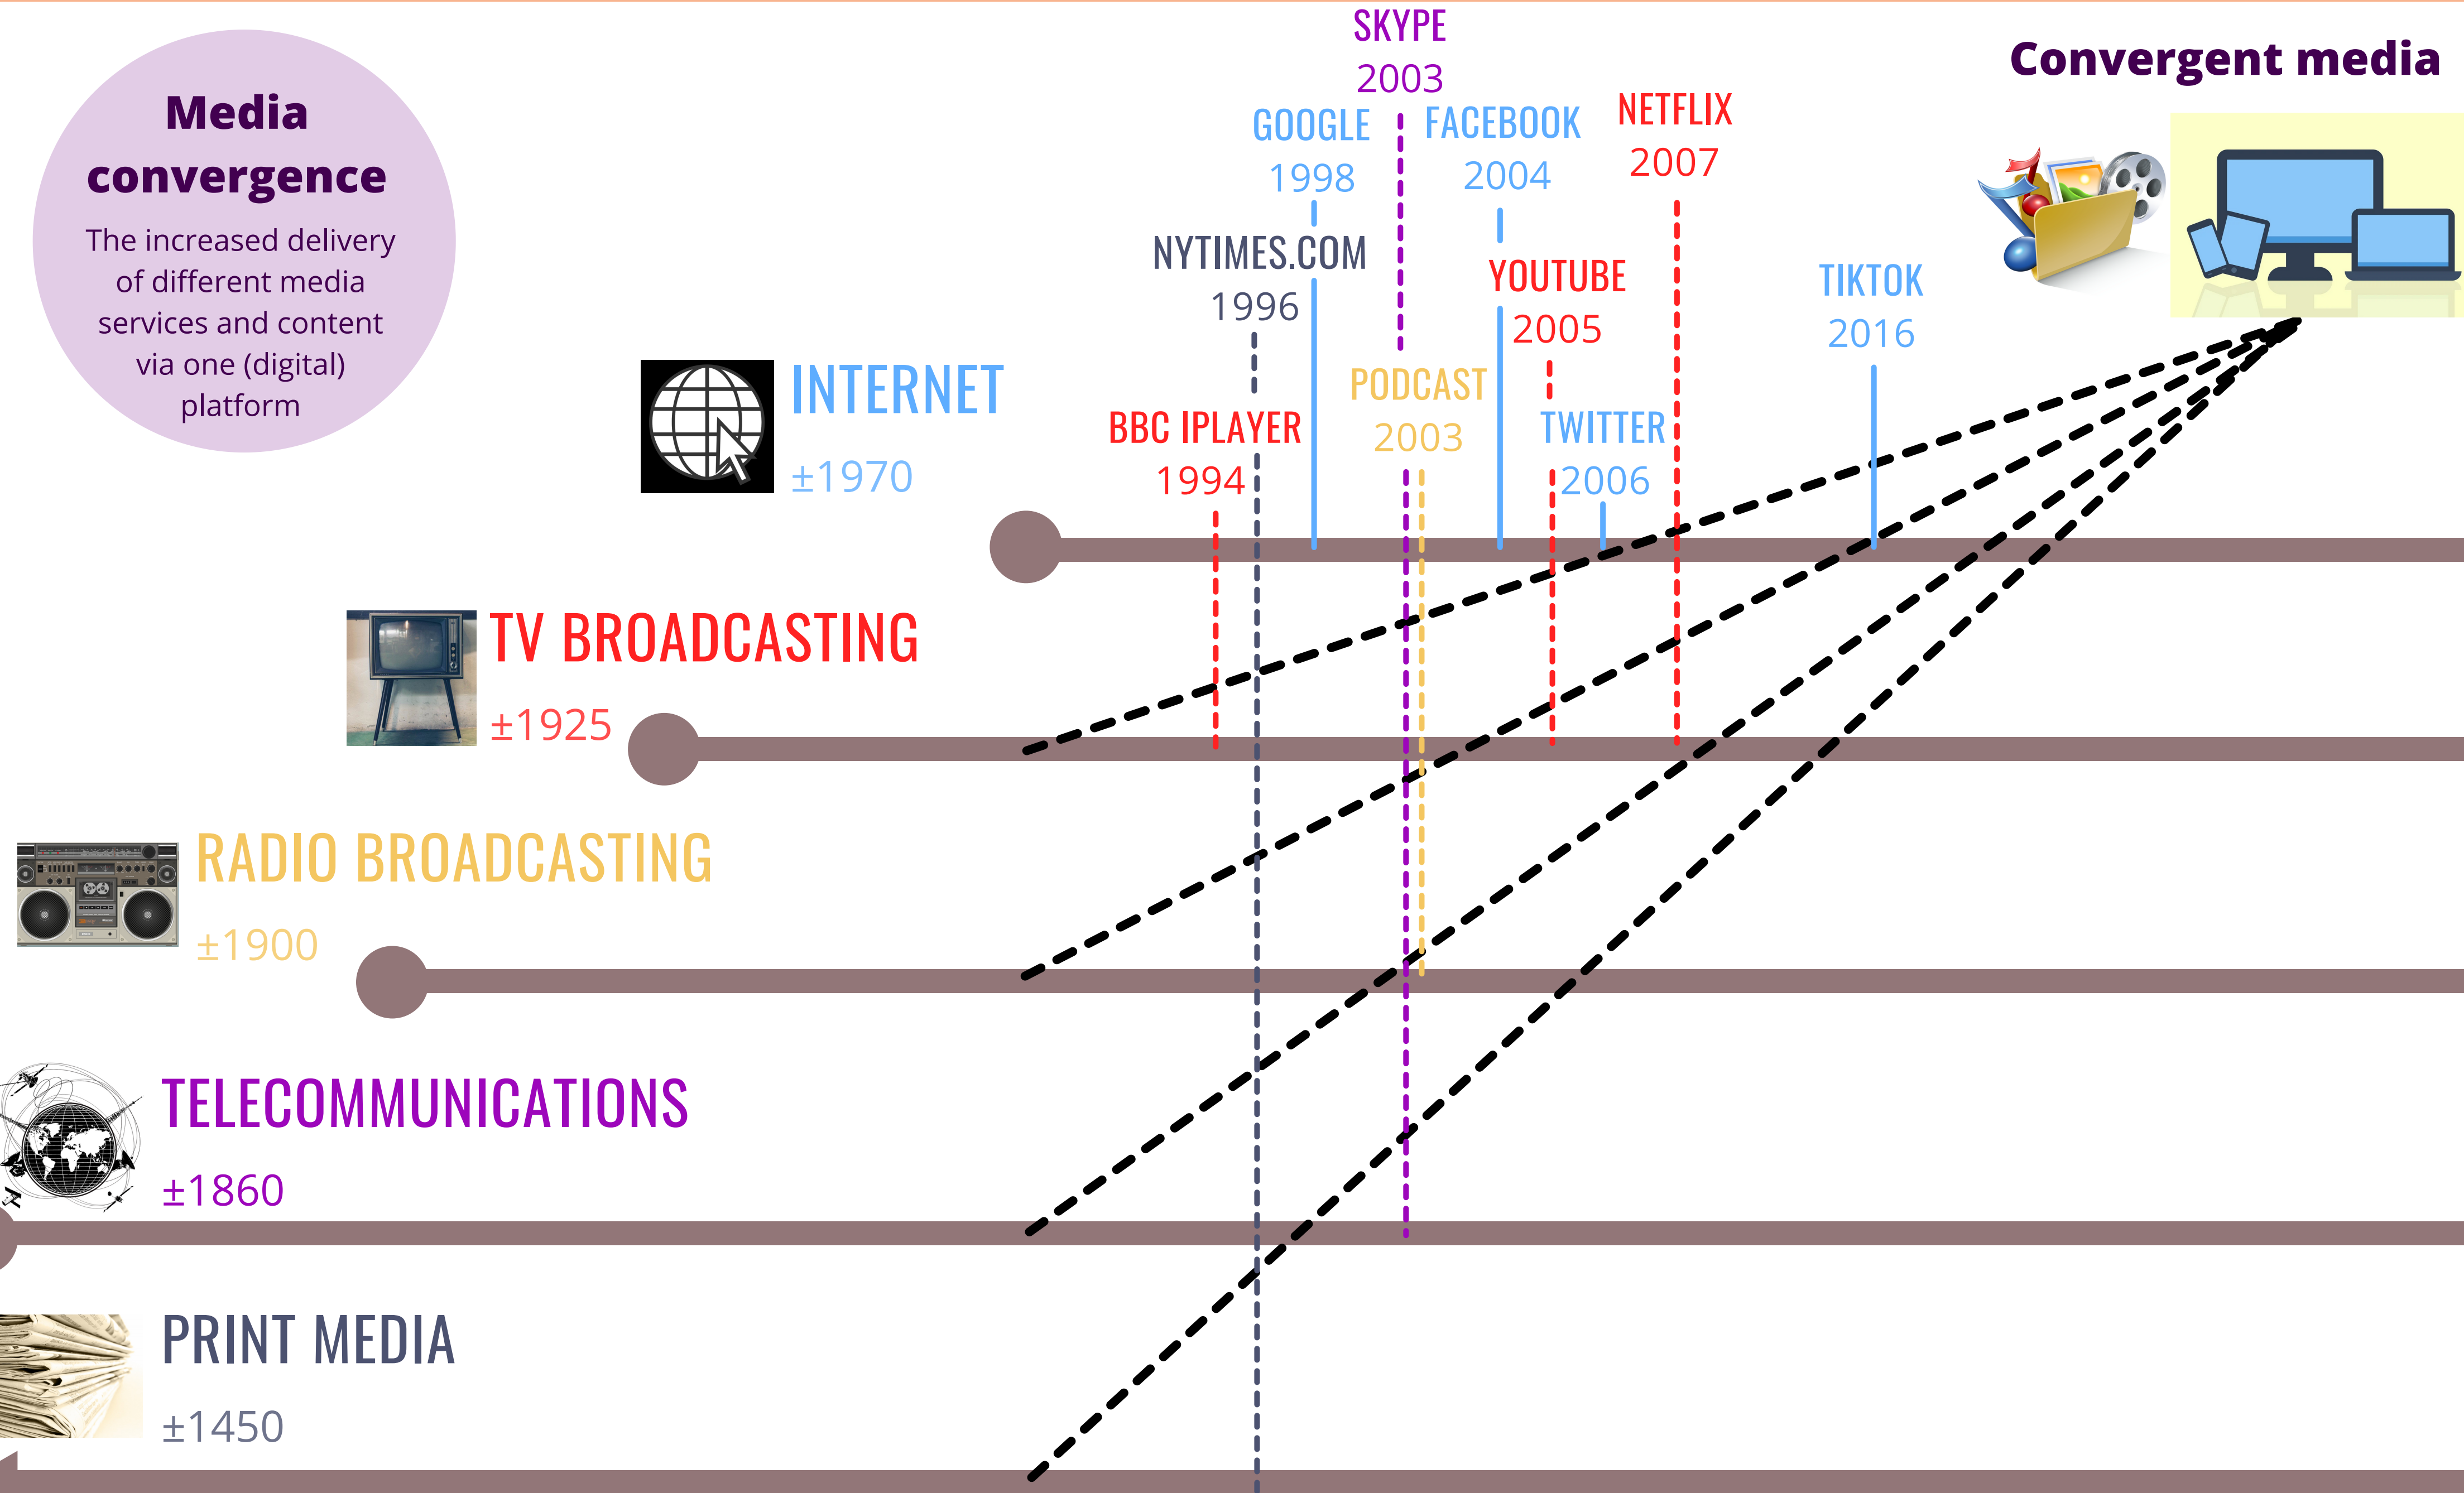 Media
convergence
The increased delivery
of different media
services and content
via one (digital)
platform
SKYPE
2003
GOOGLE
1998
FACEBOOK
2004
NETFLIX
2007
Convergent media
NYTIMES.COM
1996
YOUTUBE
2005
TIKTOK
2016
INTERNET
±1970
BBC IPLAYER
1994
PODCAST
2003
TWITTER
2006
TV BROADCASTING
±1925
RADIO BROADCASTING
±1900
TELECOMMUNICATIONS
±1860
PRINT MEDIA
±1450